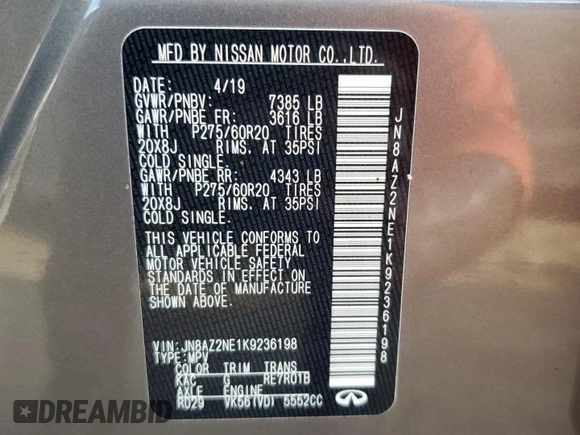 MFD BY NISSAN MOTOR CO.,LTD.
DATE: 4/19
GVWR/PNBV: 7385 LB
GAWR/PNBE FR: 3616 LB
WITH P275/60R20 TIRES
20X8J RIMS. AT 35PSI
COLD SINGLE.
GAWR/PNBE RR: 4343 LB
WITH P275/60R20 TIRES
20X8J RIMS. AT 35PSI
COLD SINGLE.
THIS VEHICLE CONFORMS TO
ALL APPLICABLE FEDERAL
MOTOR VEHICLE SAFETY
STANDARDS IN EFFECT ON
THE DATE OF MANUFACTURE
SHOWN ABOVE.
VIN:JN8AZ2NE1K9236198
TYPE:MPV
COLOR TRIM TRANS
KAC G RE7R01B
AXLE ENGINE
RD29 VK56(VD) 5552CC
JN8AZ2NE1K9236198
DREAMBID.COM